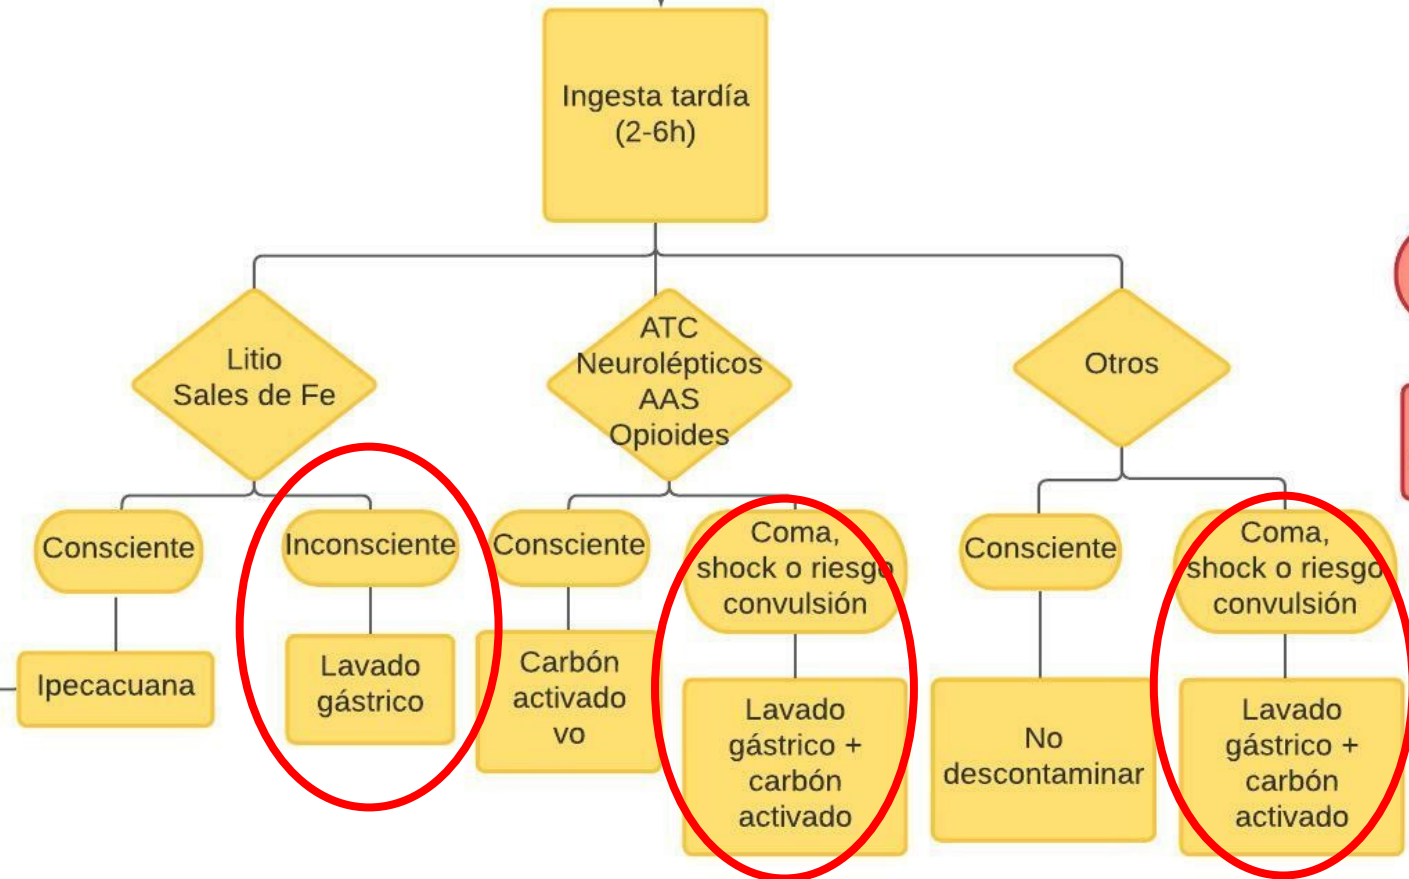 Ingesta tardía
(2-6h)
Litio
Sales de Fe
ATC
Neurolépticos
AAS
Opioides
Otros
Consciente
Inconsciente
Consciente
Coma,
shock o riesgo
convulsión
Consciente
Coma,
shock o riesgo
convulsión
Ipecacuana
Lavado
gástrico
Carbón
activado
vo
Lavado
gástrico +
carbón
activado
No
descontaminar
Lavado
gástrico +
carbón
activado